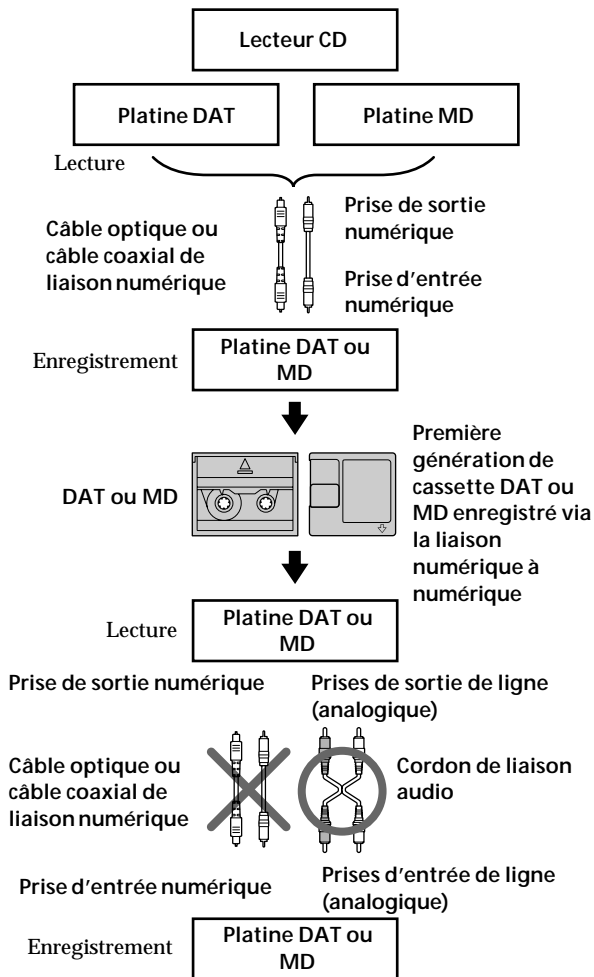 Lecteur CD
Platine DAT
Platine MD
Lecture
Câble optique ou
câble coaxial de
liaison numérique
Prise de sortie
numérique
Prise d'entrée
numérique
Enregistrement
Platine DAT ou
MD
DAT ou MD
Première
génération de
cassette DAT ou
MD enregistré via
la liaison
numérique à
numérique
Lecture
Platine DAT ou
MD
Prise de sortie numérique
Prises de sortie de ligne
(analogique)
Câble optique ou
câble coaxial de
liaison numérique
Cordon de liaison
audio
Prise d'entrée numérique
Prises d'entrée de ligne
(analogique)
Enregistrement
Platine DAT ou
MD